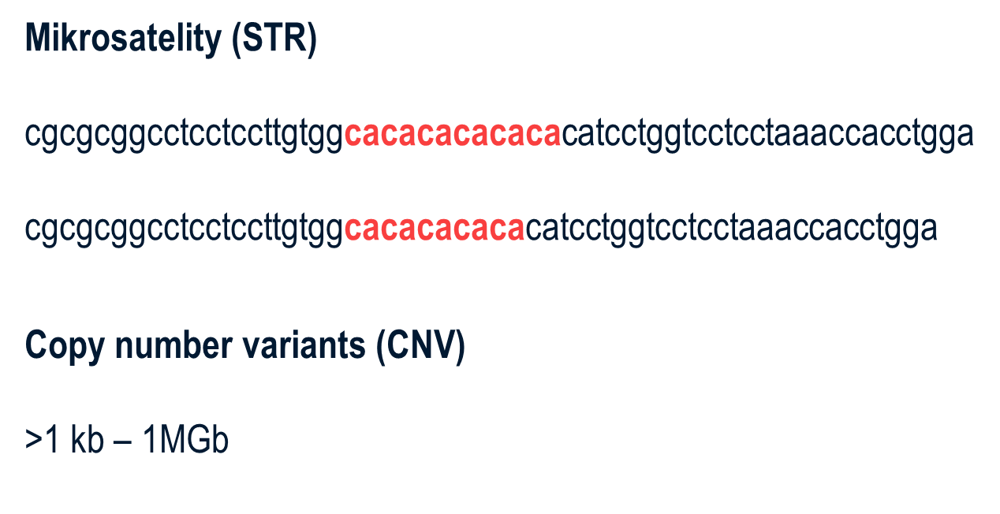 Mikrosatelity (STR)
cgcgcggcctcctccttgtggcacacacacacacatcctggtcctcctaaaccacctgga
cgcgcggcctcctccttgtggcacacacacacatcctggtcctcctaaaccacctgga
Copy number variants (CNV)
>1 kb – 1MGb